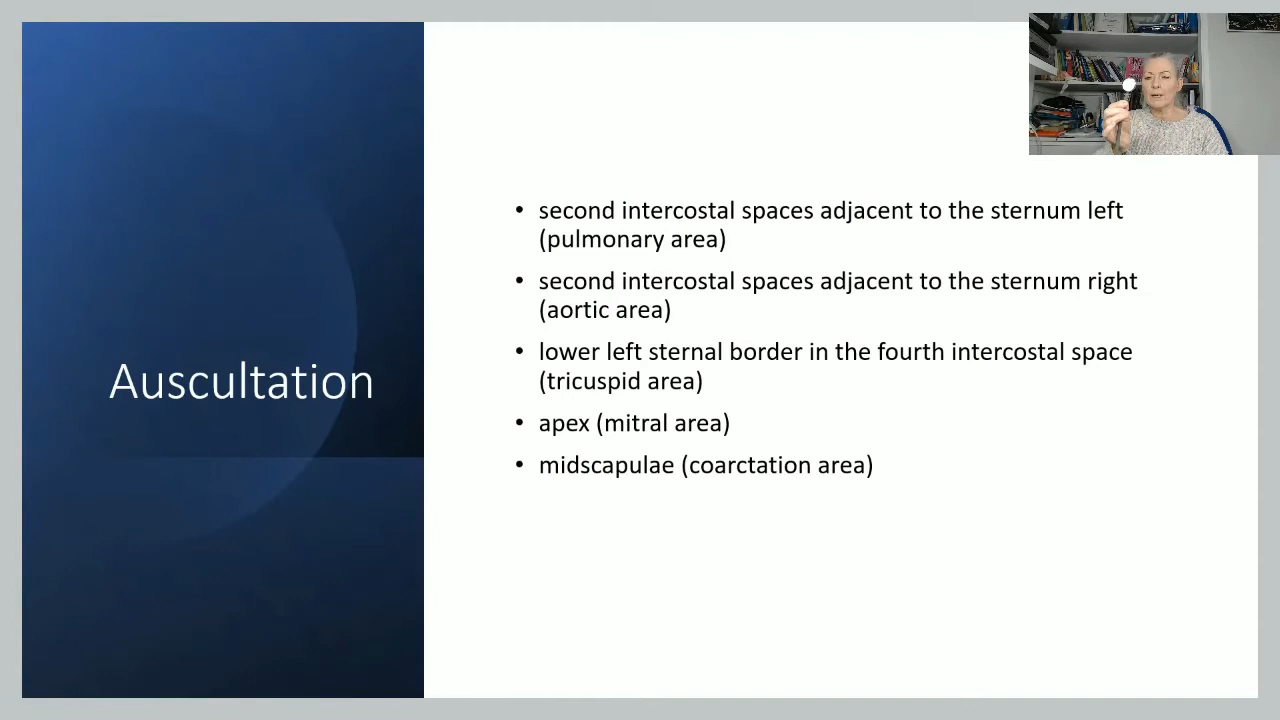 Auscultation
• second intercostal spaces adjacent to the sternum left
(pulmonary area)
• second intercostal spaces adjacent to the sternum right
(aortic area)
• lower left sternal border in the fourth intercostal space
(tricuspid area)
• apex (mitral area)
• midscapulae (coarctation area)